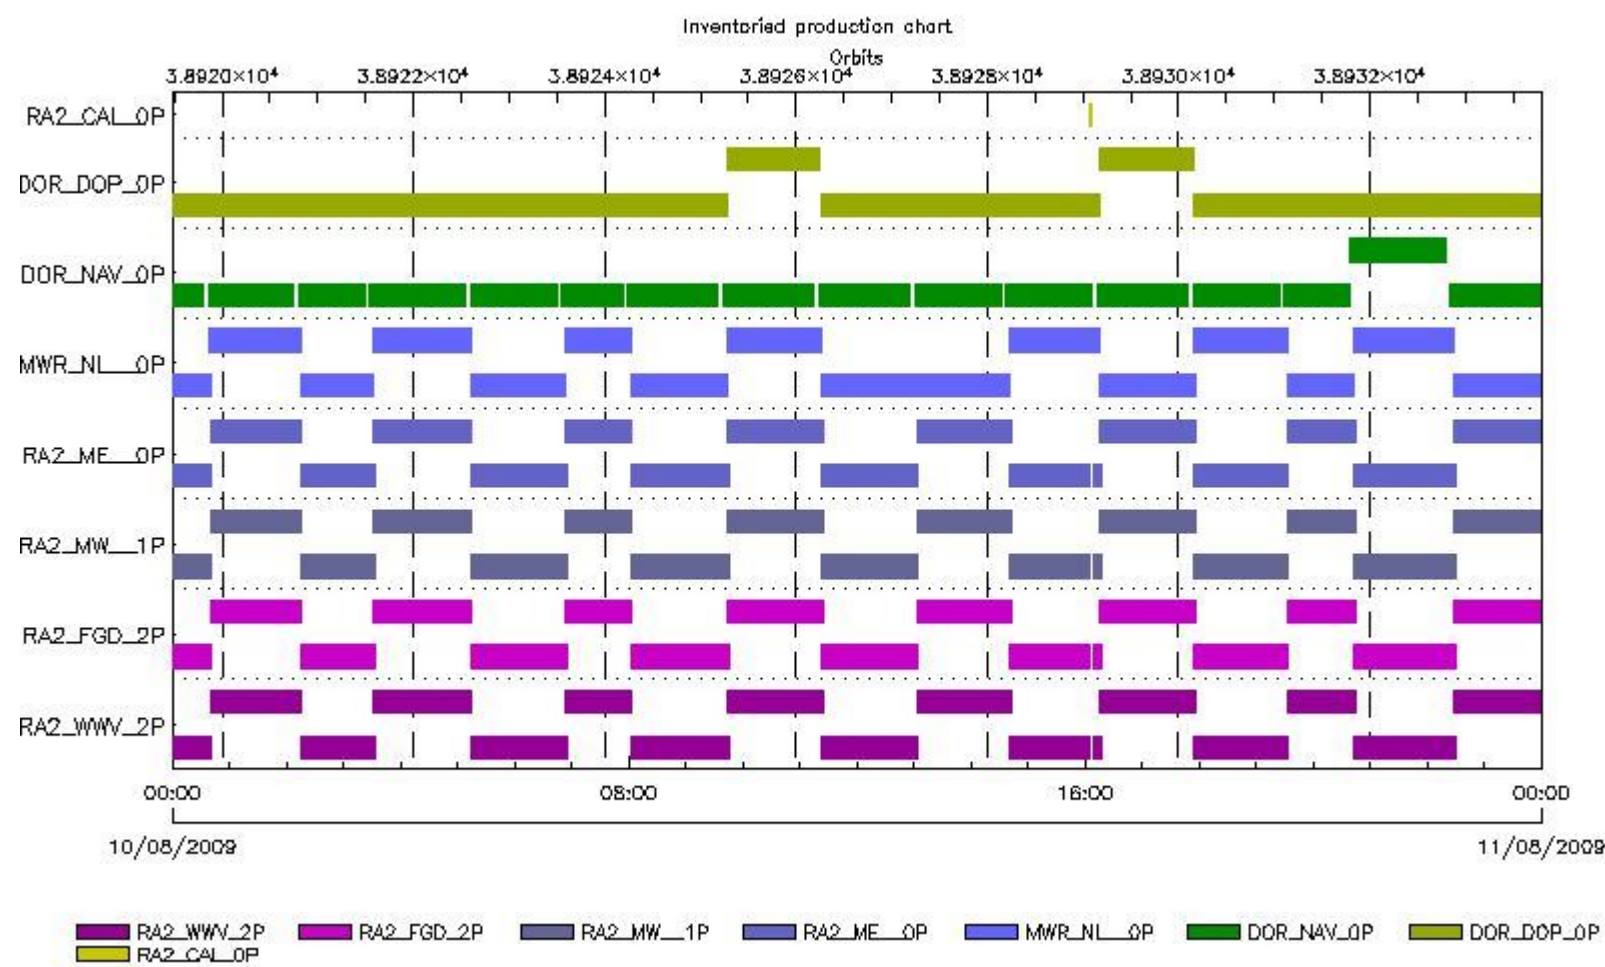 Inventoried production chart
Orbits
3.8920×10⁴ 3.8922×10⁴ 3.8924×10⁴ 3.8926×10⁴ 3.8928×10⁴ 3.8930×10⁴ 3.8932×10⁴
RA2_CAL_0P
DOR_DOP_0P
DOR_NAV_0P
MWR_NL__0P
RA2_ME__0P
RA2_MW__1P
RA2_FGD_2P
RA2_WWV_2P
00:00 08:00 16:00 00:00
10/08/2009 11/08/2009
RA2_WWV_2P RA2_FGD_2P RA2_MW__1P RA2_ME__0P MWR_NL__0P DOR_NAV_0P DOR_DOP_0P
RA2_CAL_0P